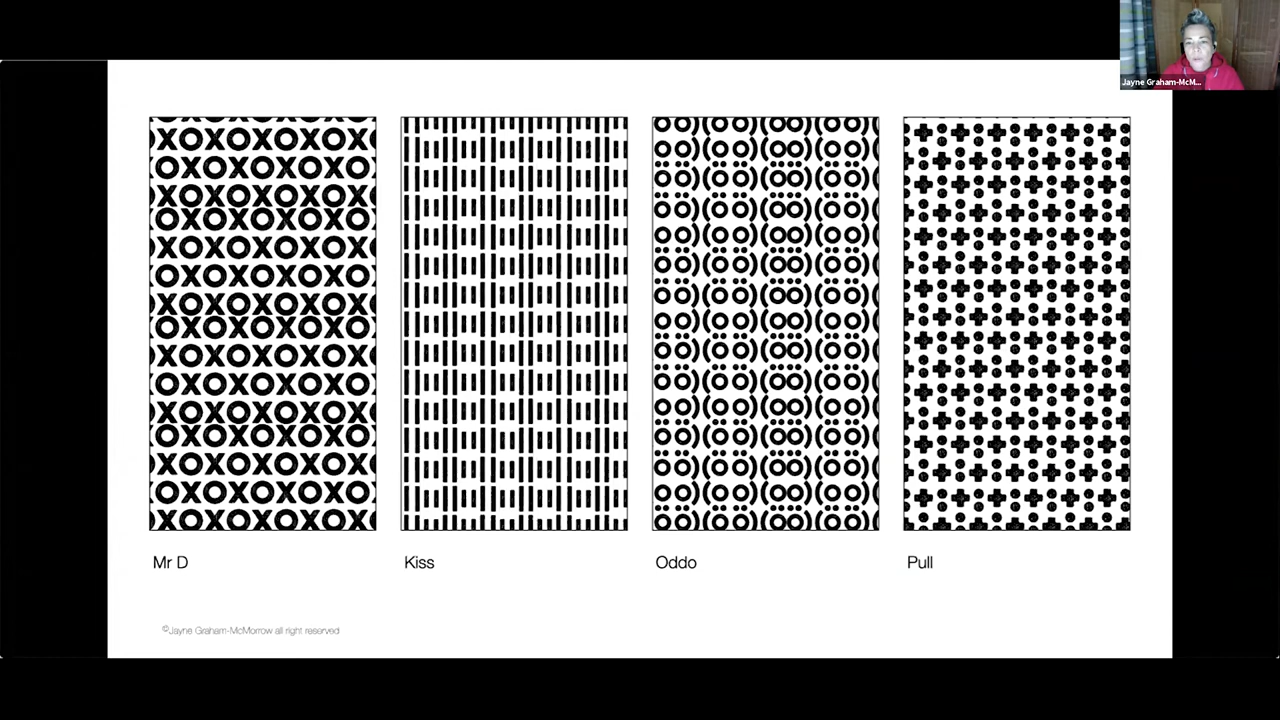 Jayne Graham-McM...
Mr D
Kiss
Oddo
Pull
©Jayne Graham-McMorrow all right reserved